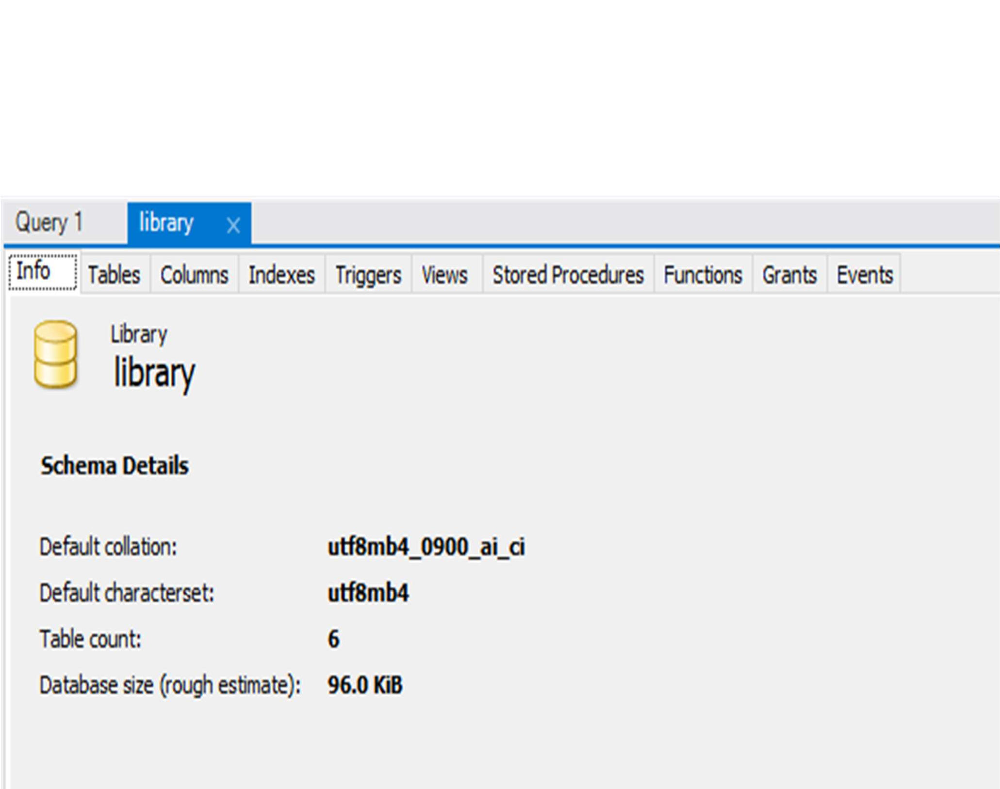 Query 1 library
Info Tables Columns Indexes Triggers Views Stored Procedures Functions Grants Events
Library
library
Schema Details
Default collation: utf8mb4_0900_ai_ci
Default characterset: utf8mb4
Table count: 6
Database size (rough estimate): 96.0 KiB